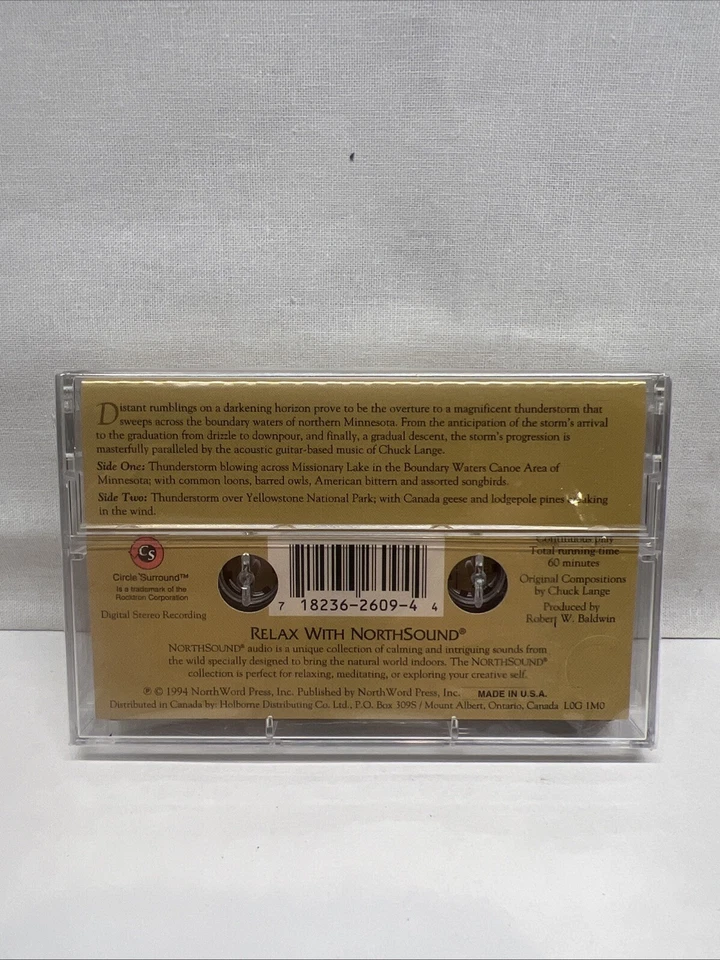 Distant rumblings on a darkening horizon prove to be the overture to a magnificent thunderstorm that
sweeps across the boundary waters of northern Minnesota. From the anticipation of the storm's arrival
to the graduation from drizzle to downpour, and finally, a gradual descent, the storm's progression is
masterfully paralleled by the acoustic guitar-based music of Chuck Lange.
Side One: Thunderstorm blowing across Missionary Lake in the Boundary Waters Canoe Area of
Minnesota; with common loons, barred owls, American bittern and assorted songbirds.
Side Two: Thunderstorm over Yellowstone National Park; with Canada geese and lodgepole pines
in the wind.
CS
Circle Surround™
is a trademark of the
Rocktron Corporation
Digital Stereo Recording
7 18236-2609-4 4
Continuous play
Total running time
60 minutes
Original Compositions
by Chuck Lange
Produced by
Robert W. Baldwin
RELAX WITH NORTHSOUND®
NORTHSOUND® audio is a unique collection of calming and intriguing sounds from
the wild specially designed to bring the natural world indoors. The NORTHSOUND®
collection is perfect for relaxing, meditating, or exploring your creative self.
℗ © 1994 NorthWord Press, Inc. Published by NorthWord Press, Inc. MADE IN U.S.A.
Distributed in Canada by: Holborne Distributing Co. Ltd., P.O. Box 309S / Mount Albert, Ontario, Canada L0G 1M0